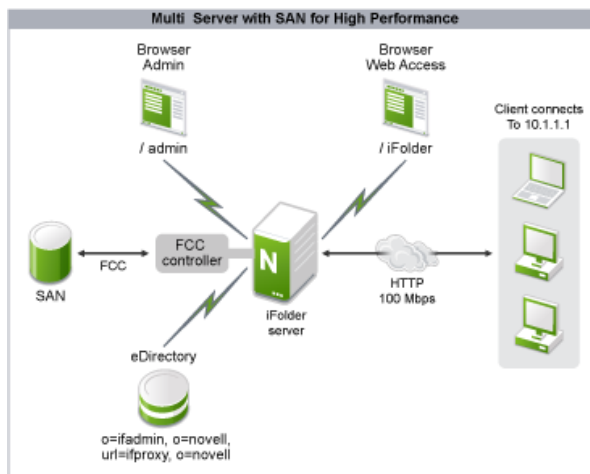 Multi Server with SAN for High Performance
Browser
Admin
Browser
Web Access
Client connects
To 10.1.1.1
/ admin
/ iFolder
FCC
controller
N
FCC
SAN
HTTP
100 Mbps
iFolder
server
eDirectory
o=ifadmin, o=novell,
url=ifproxy, o=novell